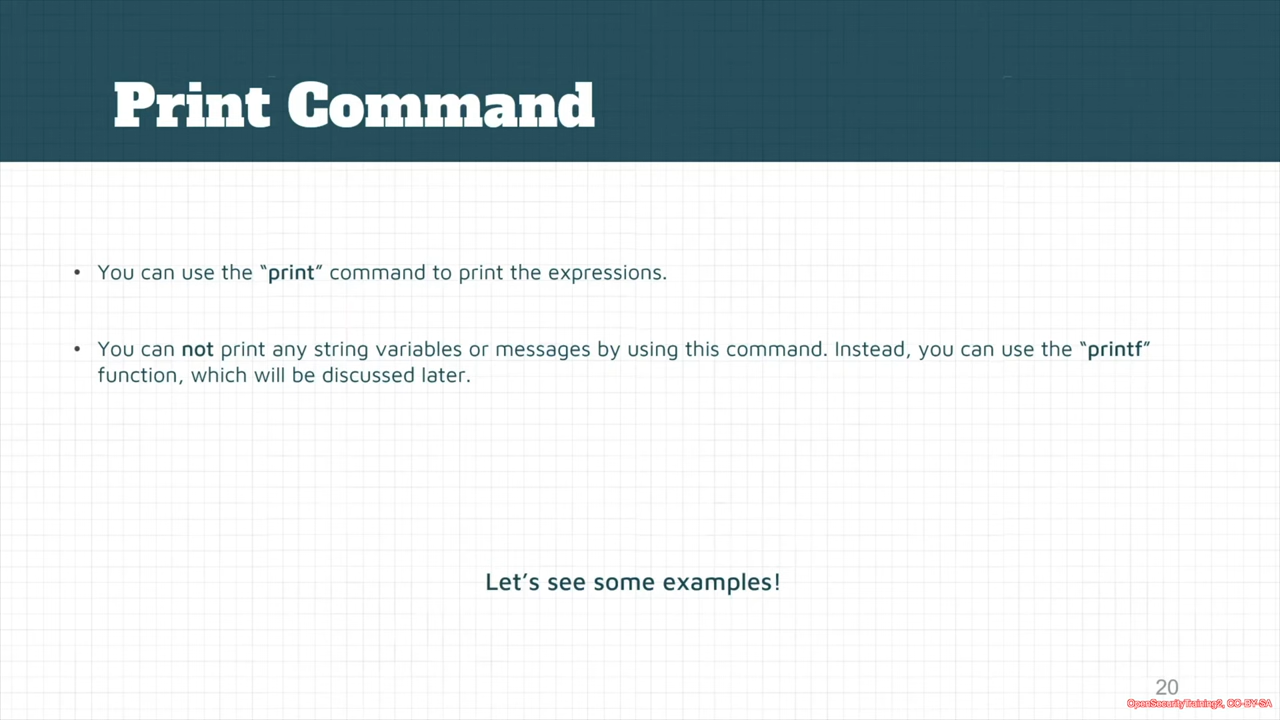 Print Command
• You can use the “print” command to print the expressions.
• You can not print any string variables or messages by using this command. Instead, you can use the “printf”
function, which will be discussed later.
Let’s see some examples!
20
OpenSecurityTraining2, CC-BY-SA